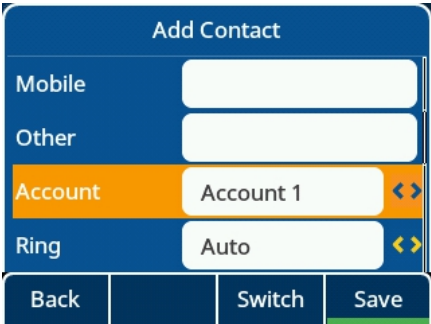 Add Contact
Mobile
Other
Account Account 1
Ring Auto
Back Switch Save